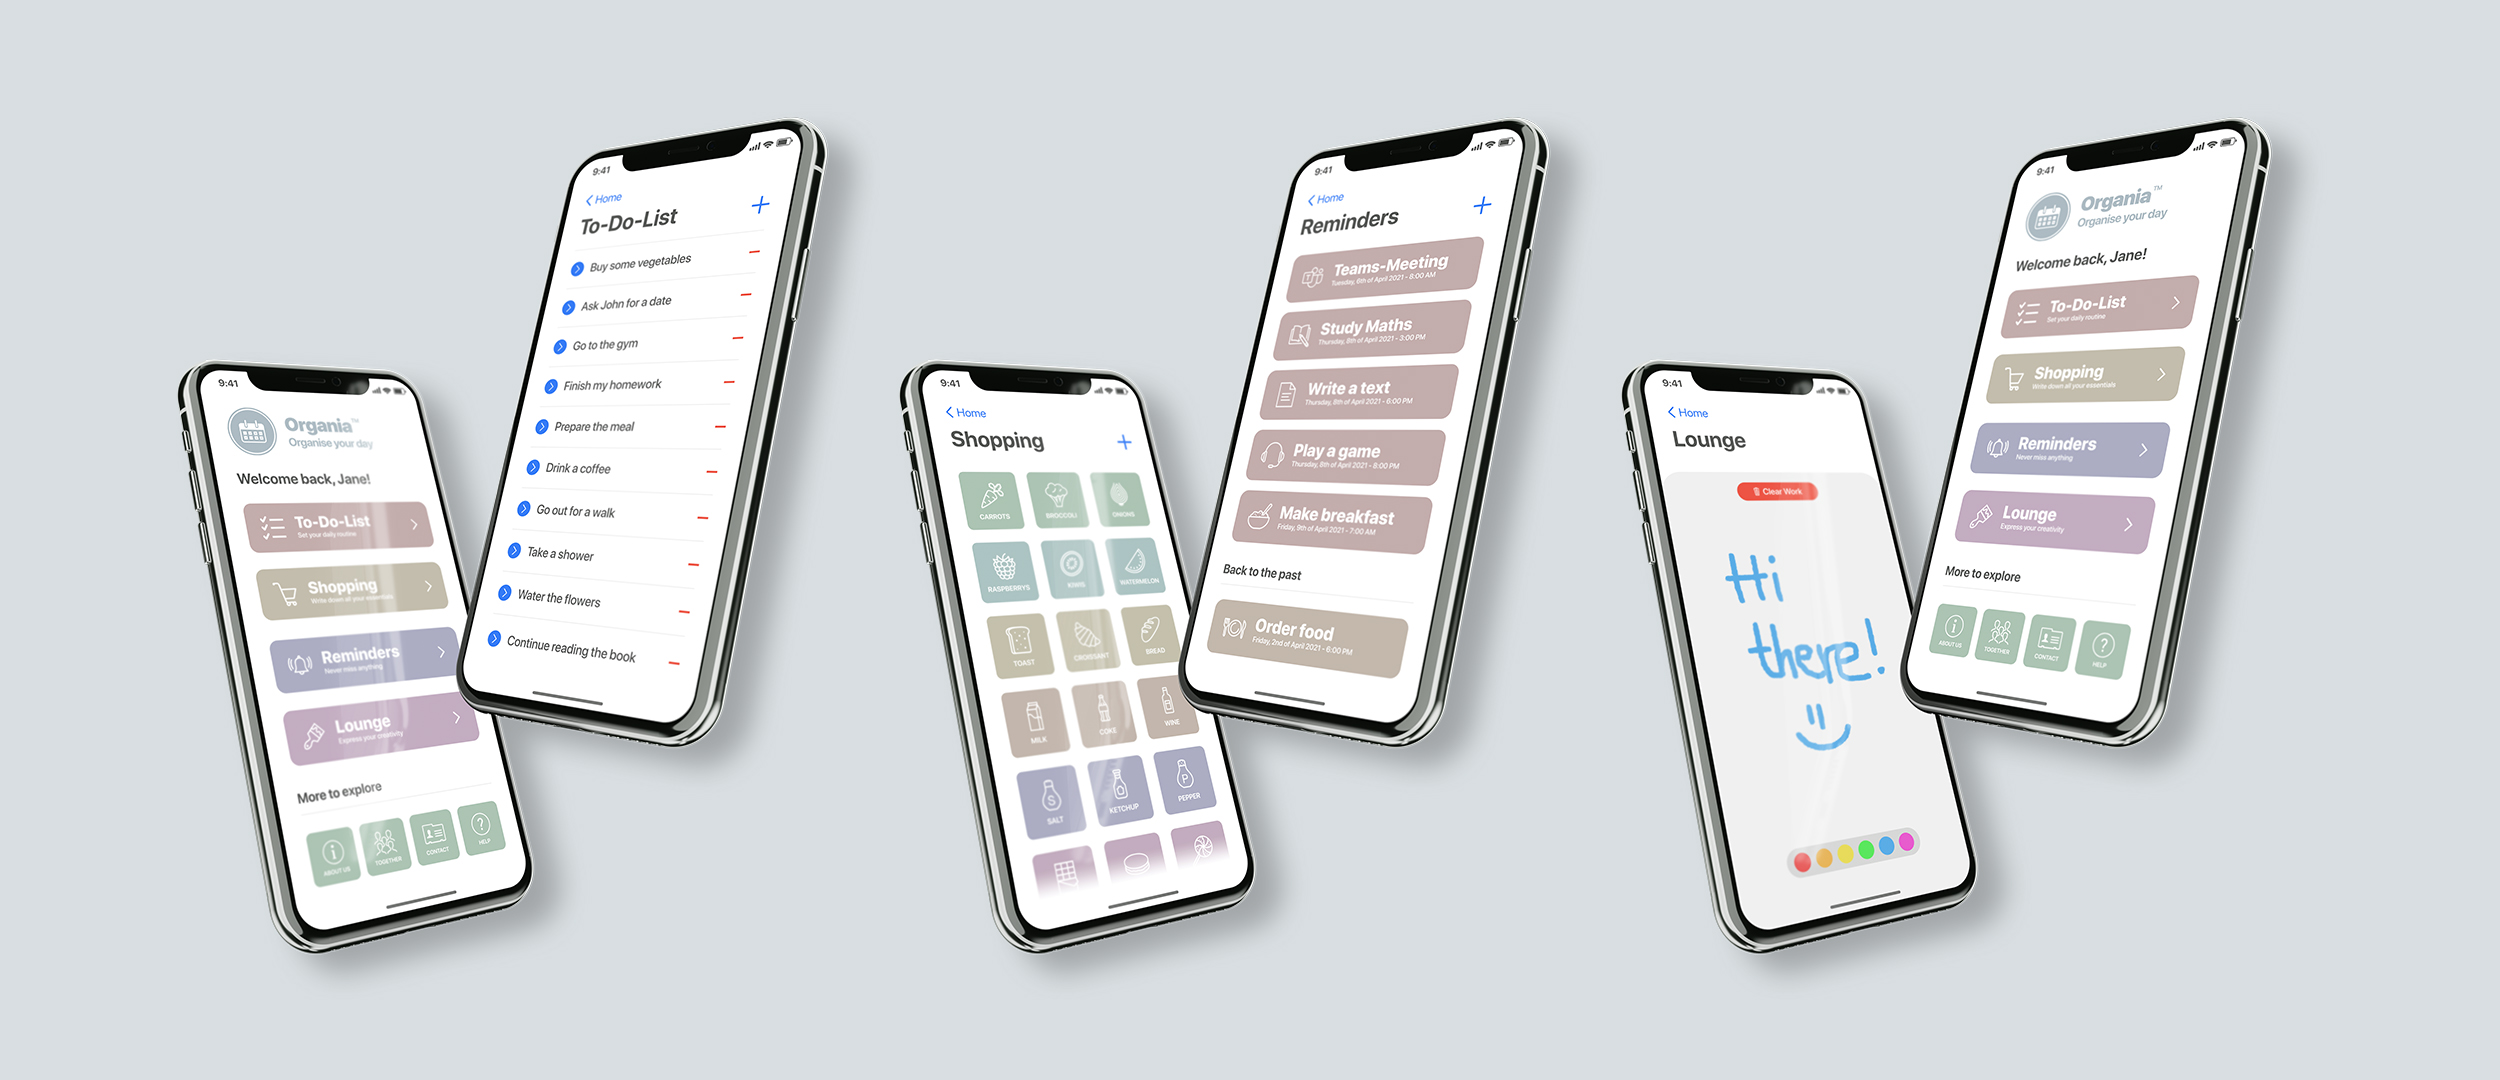 9:41
Organia™
Organise your day
Welcome back, Jane!
To-Do-List
Set your daily routine
Shopping
Write down all your essentials
Reminders
Never miss anything
Lounge
Express your creativity
More to explore
ABOUT US
TOGETHER
CONTACT
HELP
9:41
Home
To-Do-List
Buy some vegetables
Ask John for a date
Go to the gym
Finish my homework
Prepare the meal
Drink a coffee
Go out for a walk
Take a shower
Water the flowers
Continue reading the book
9:41
Home
Shopping
CARROTS
BROCCOLI
ONIONS
RASPBERRYS
KIWIS
WATERMELON
TOAST
CROISSANT
BREAD
MILK
COKE
WINE
S
SALT
KETCHUP
P
PEPPER
9:41
Home
Reminders
Teams-Meeting
Tuesday, 6th of April 2021 - 8:00 AM
Study Maths
Thursday, 8th of April 2021 - 3:00 PM
Write a text
Thursday, 8th of April 2021 - 6:00 PM
Play a game
Thursday, 8th of April 2021 - 8:00 PM
Make breakfast
Friday, 9th of April 2021 - 7:00 AM
Back to the past
Order food
Friday, 2nd of April 2021 - 6:00 PM
9:41
Home
Lounge
Clear Work
Hi
there!
9:41
Organia™
Organise your day
Welcome back, Jane!
To-Do-List
Set your daily routine
Shopping
Write down all your essentials
Reminders
Never miss anything
Lounge
Express your creativity
More to explore
ABOUT US
TOGETHER
CONTACT
HELP